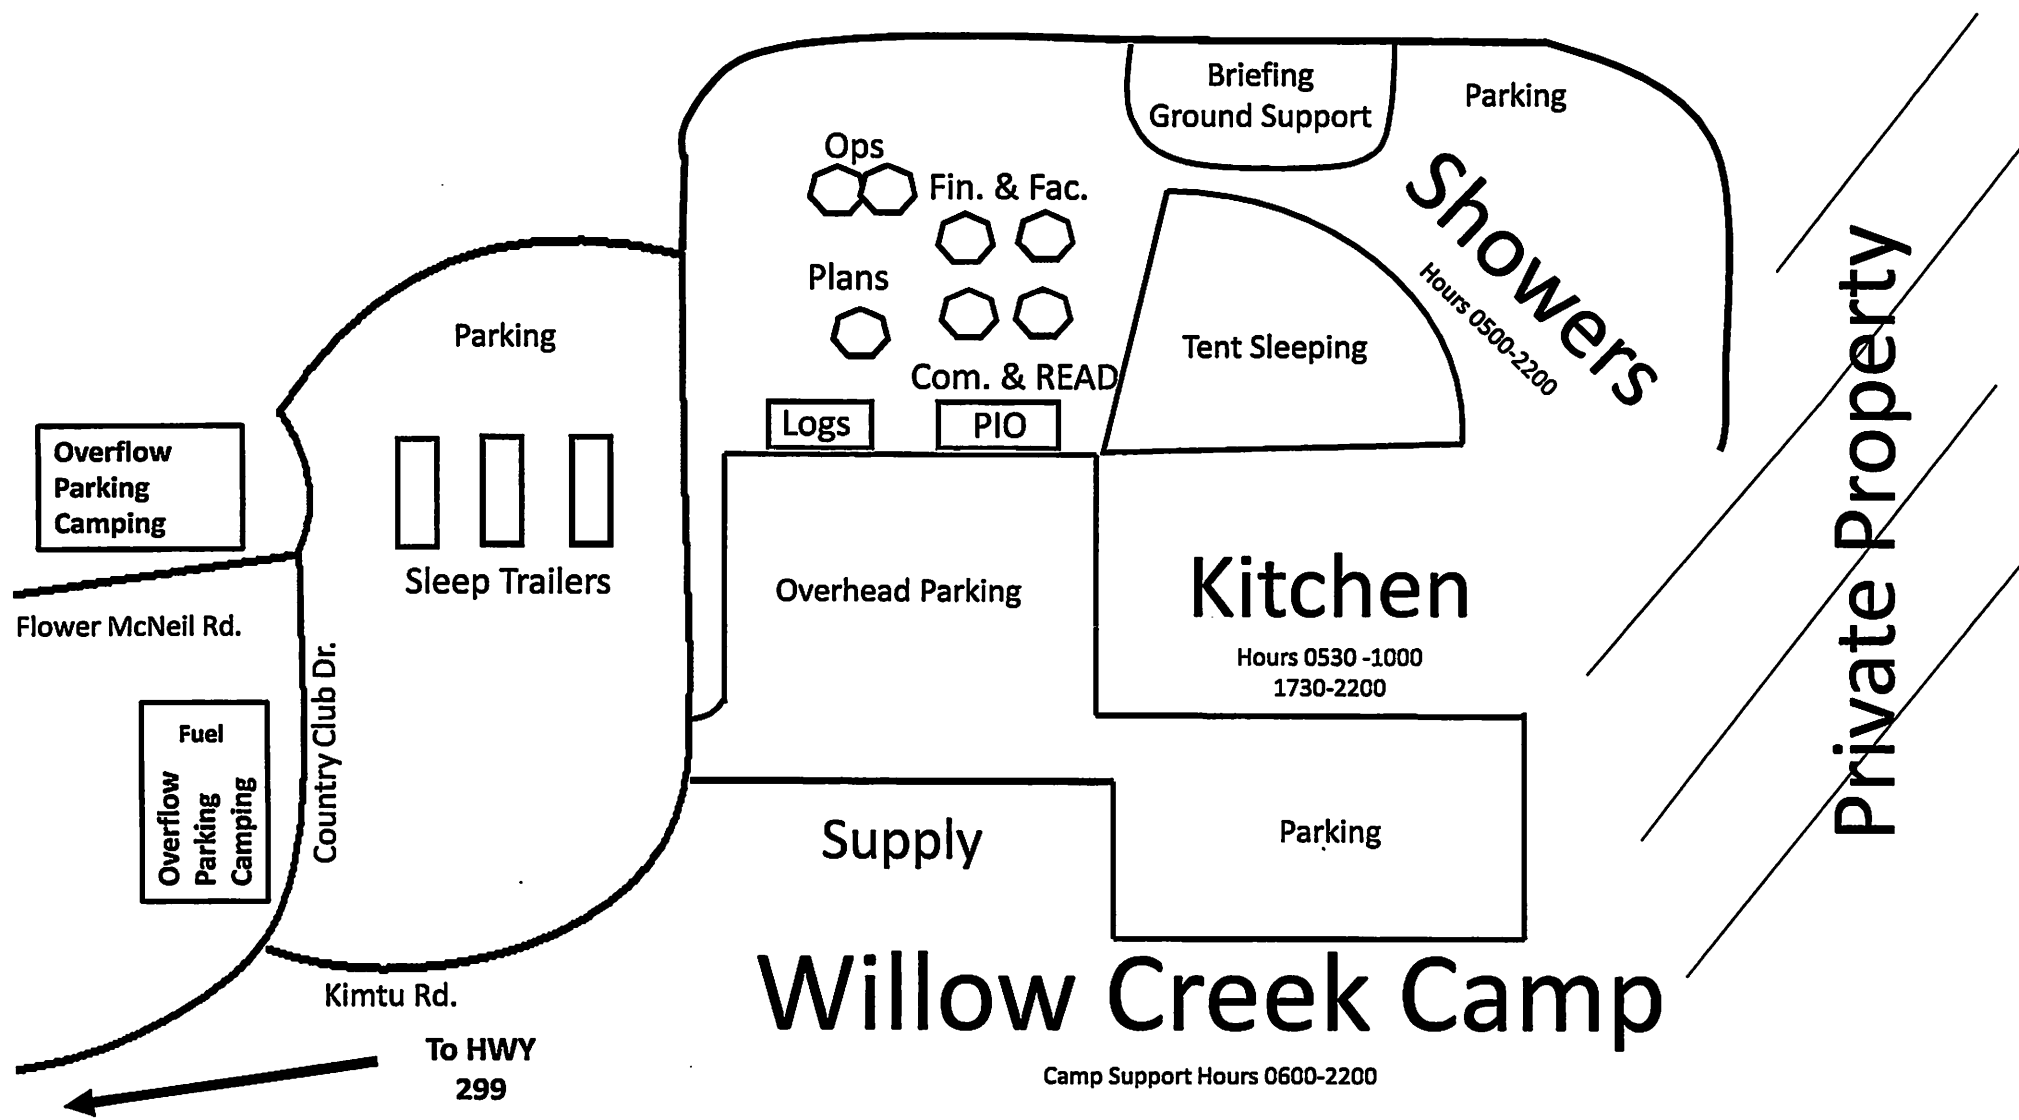 Briefing
Ground Support
Parking
Ops
Fin. & Fac.
Showers
Hours 0500-2200
Plans
Parking
Tent Sleeping
Com. & READ
Logs
PIO
Overflow
Parking
Camping
Sleep Trailers
Overhead Parking
Kitchen
Hours 0530 -1000
1730-2200
Private Property
Flower McNeil Rd.
Country Club Dr.
Fuel
Overflow
Parking
Camping
Supply
Parking
Kimtu Rd.
Willow Creek Camp
To HWY
299
Camp Support Hours 0600-2200